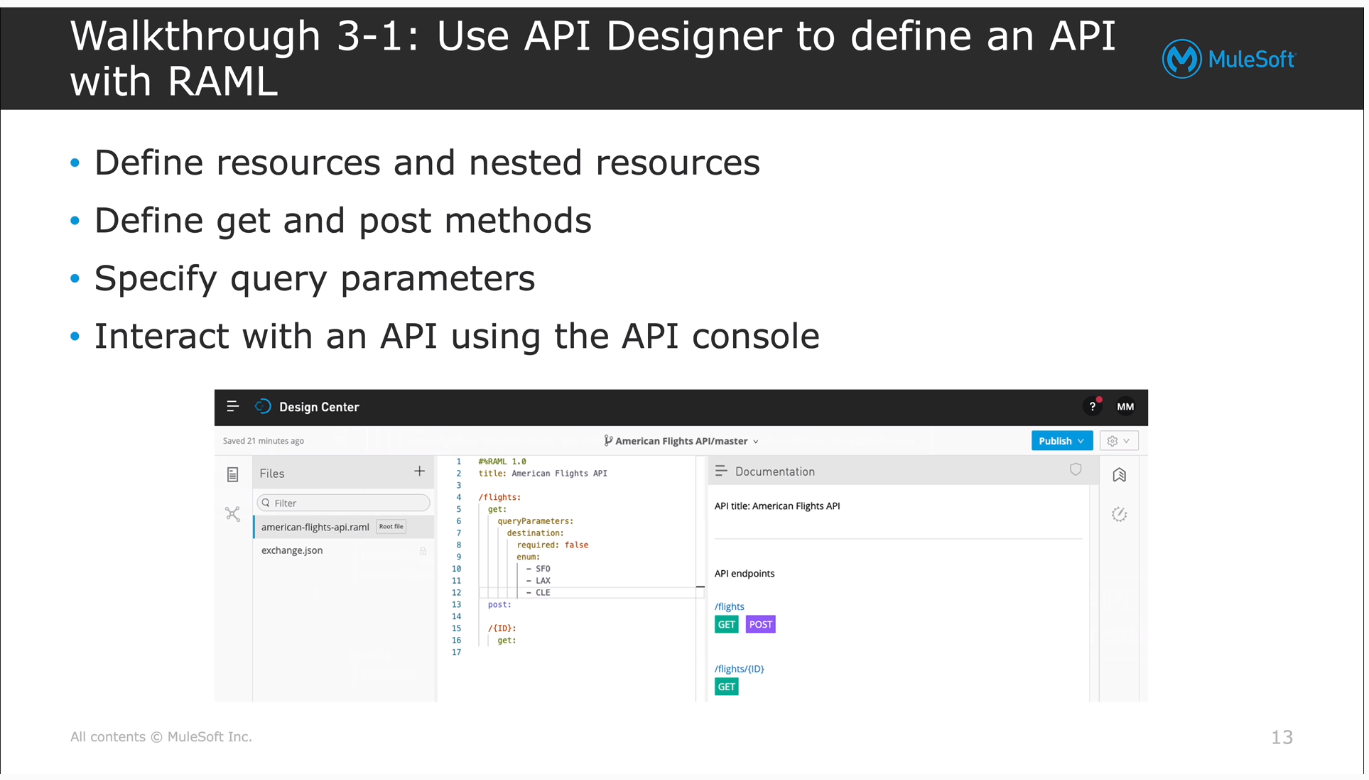 Walkthrough 3-1: Use API Designer to define an API
with RAML
MuleSoft
• Define resources and nested resources
• Define get and post methods
• Specify query parameters
• Interact with an API using the API console
Design Center
? MM
Saved 21 minutes ago
American Flights API/master
Publish
Files +
Filter
american-flights-api.raml Root file
exchange.json
1 #%RAML 1.0
2 title: American Flights API
3
4 /flights:
5 get:
6 queryParameters:
7 destination:
8 required: false
9 enum:
10 - SFO
11 - LAX
12 - CLE
13 post:
14
15 /{ID}:
16 get:
17
Documentation
API title: American Flights API
API endpoints
/flights
GET POST
/flights/{ID}
GET
All contents © MuleSoft Inc.
13